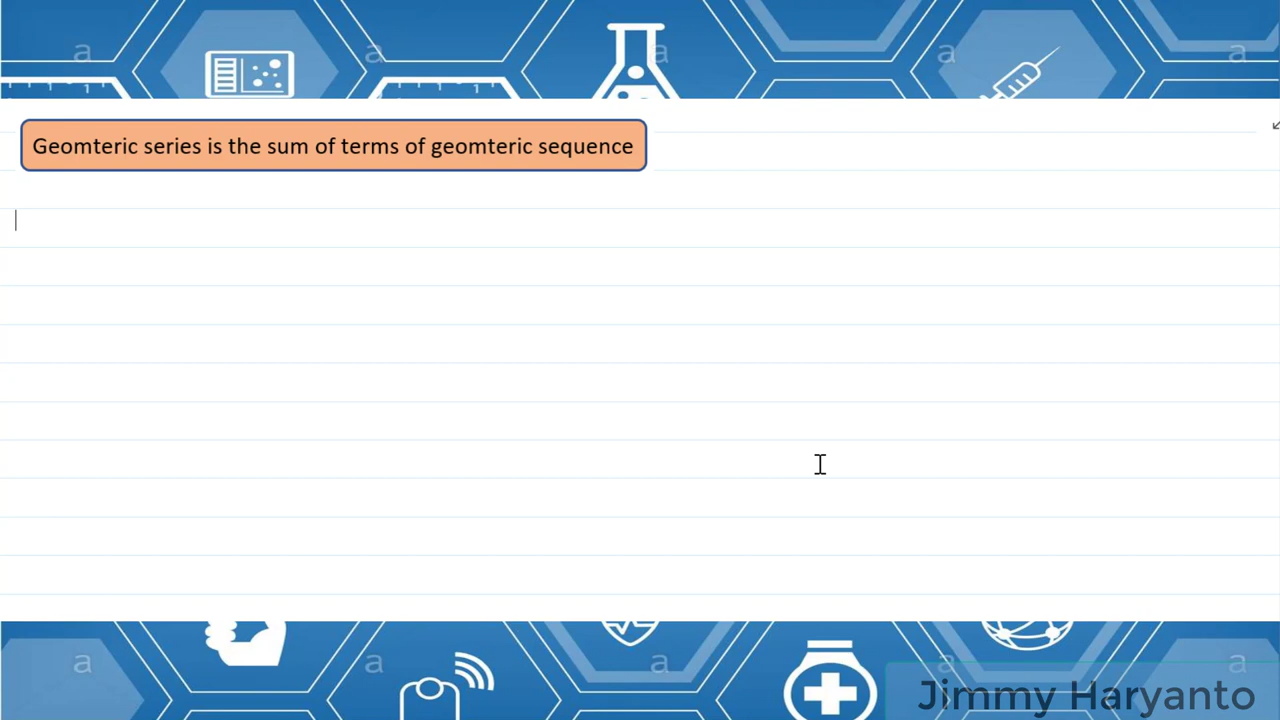 a a a a a
Geomteric series is the sum of terms of geomteric sequence
a a a a
Jimmy Haryanto